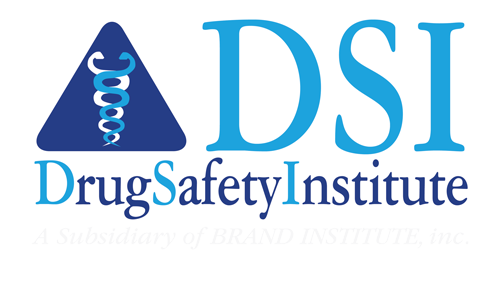 DSI
DrugSafetyInstitute
A Subsidiary of BRAND INSTITUTE, inc.